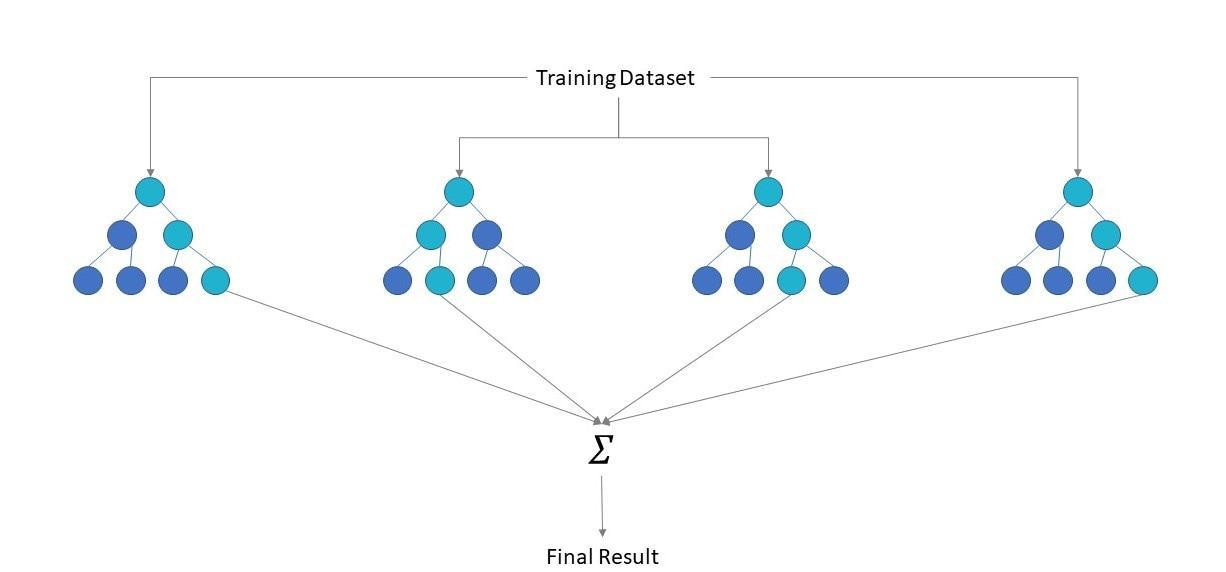 Training Dataset
Σ
Final Result